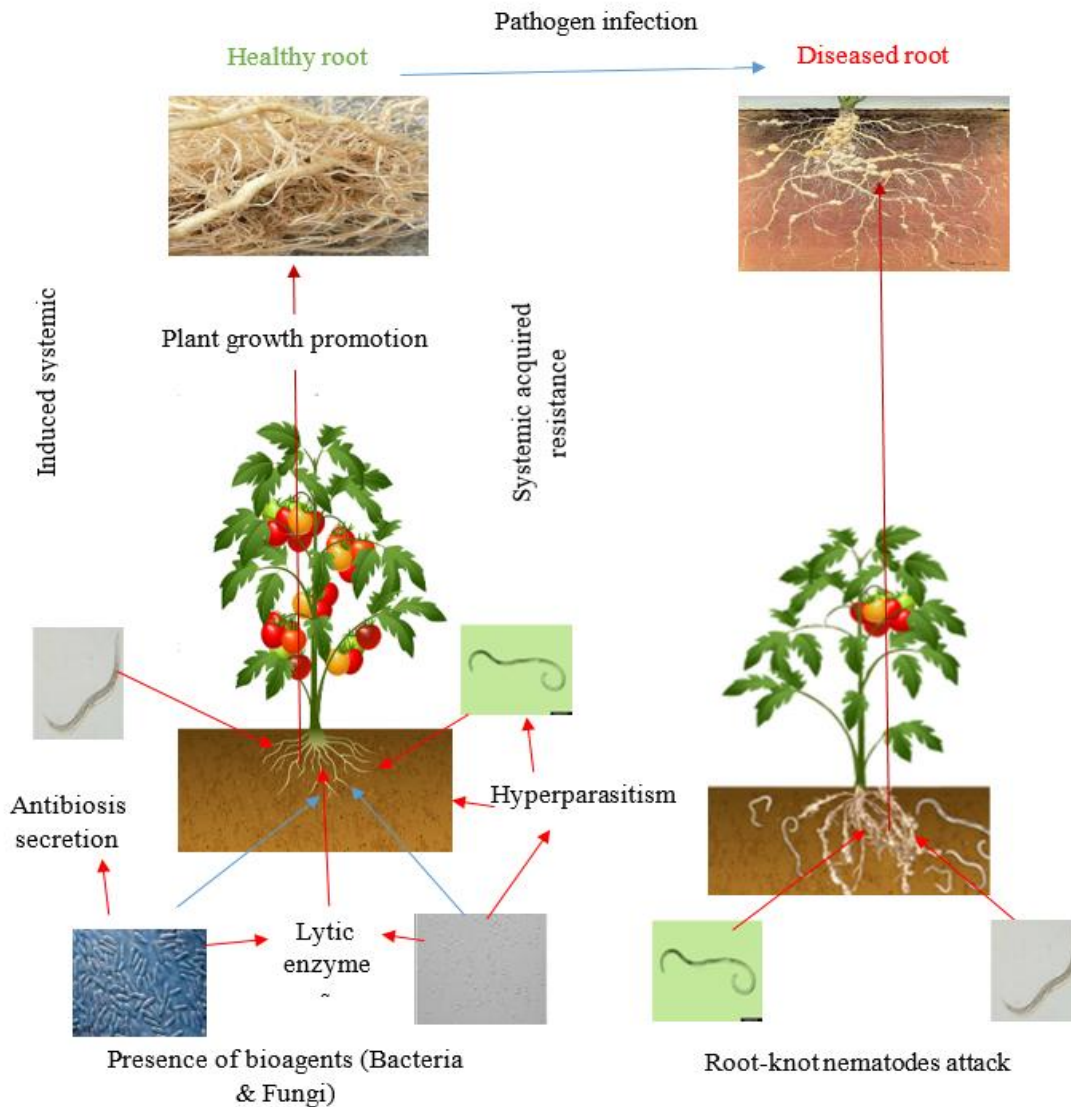 Pathogen infection
Healthy root
Diseased root
Induced systemic
Plant growth promotion
Systemic acquired
resistance
Antibiosis
secretion
Hyperparasitism
Lytic
enzyme
Presence of bioagents (Bacteria
& Fungi)
Root-knot nematodes attack